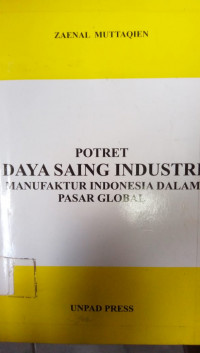 ZAENAL MUTTAQIEN
POTRET
DAYA SAING INDUSTRI
MANUFAKTUR INDONESIA DALAM
PASAR GLOBAL
UNPAD PRESS